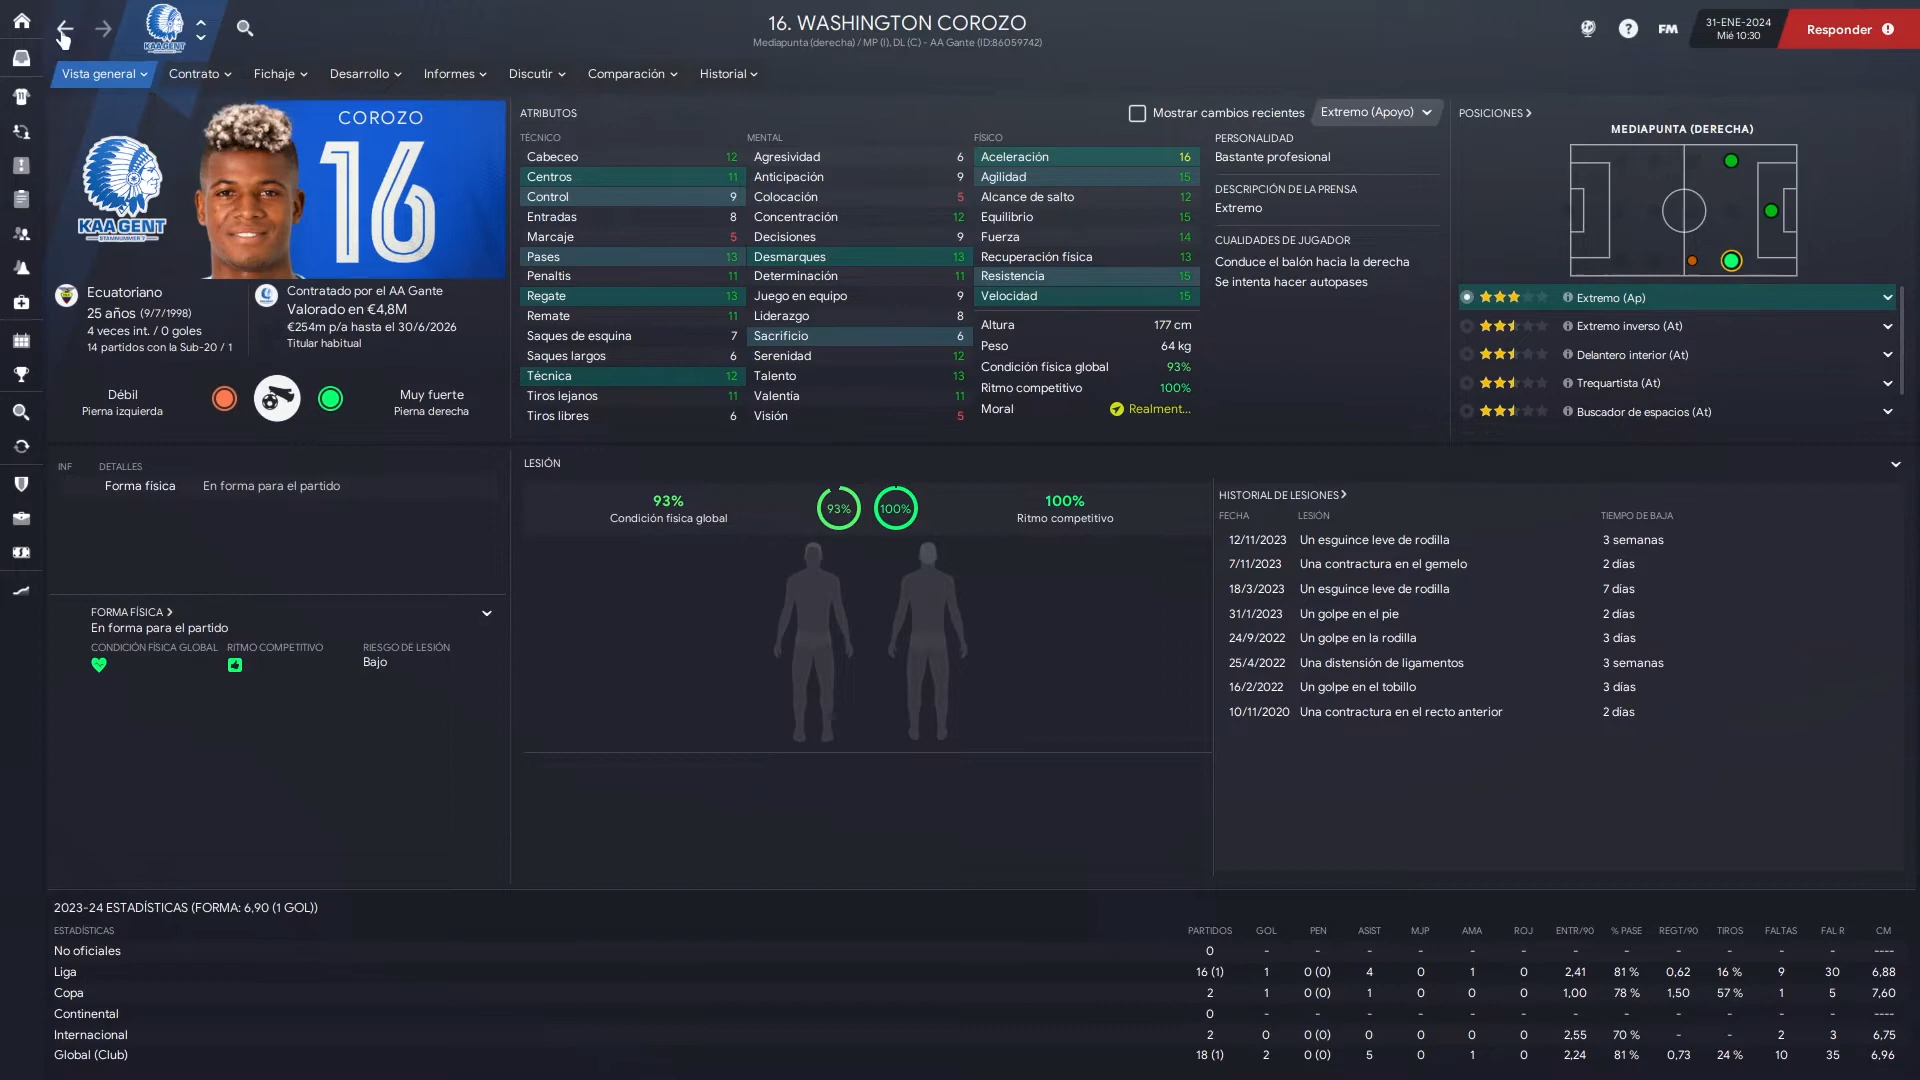 16. WASHINGTON COROZO
Mediapunta (derecha) / MP (I), DL (C) - AA Gante (ID:86059742)
FM
31-ENE-2024
Mié 10:30
Responder
KAA GENT
Vista general
Contrato
Fichaje
Desarrollo
Informes
Discutir
Comparación
Historial
COROZO
16
KAAGENT
STAMNUMMER 7
Ecuatoriano
25 años (9/7/1998)
4 veces int. / 0 goles
14 partidos con la Sub-20 / 1
Contratado por el AA Gante
Valorado en €4,8M
€254m p/a hasta el 30/6/2026
Titular habitual
Débil
Pierna izquierda
Muy fuerte
Pierna derecha
ATRIBUTOS
Mostrar cambios recientes
Extremo (Apoyo)
TÉCNICO
Cabeceo 12
Centros 11
Control 9
Entradas 8
Marcaje 5
Pases 13
Penaltis 11
Regate 13
Remate 11
Saques de esquina 7
Saques largos 6
Técnica 12
Tiros lejanos 11
Tiros libres 6
MENTAL
Agresividad 6
Anticipación 9
Colocación 5
Concentración 12
Decisiones 9
Desmarques 13
Determinación 11
Juego en equipo 9
Liderazgo 8
Sacrificio 6
Serenidad 12
Talento 13
Valentía 11
Visión 5
FÍSICO
Aceleración 16
Agilidad 15
Alcance de salto 12
Equilibrio 15
Fuerza 14
Recuperación física 13
Resistencia 15
Velocidad 15
Altura 177 cm
Peso 64 kg
Condición física global 93%
Ritmo competitivo 100%
Moral Realment...
PERSONALIDAD
Bastante profesional
DESCRIPCIÓN DE LA PRENSA
Extremo
CUALIDADES DE JUGADOR
Conduce el balón hacia la derecha
Se intenta hacer autopases
POSICIONES
MEDIAPUNTA (DERECHA)
Extremo (Ap)
Extremo inverso (At)
Delantero interior (At)
Trequartista (At)
Buscador de espacios (At)
INF DETALLES
Forma física En forma para el partido
FORMA FÍSICA
En forma para el partido
CONDICIÓN FÍSICA GLOBAL RITMO COMPETITIVO RIESGO DE LESIÓN
Bajo
LESIÓN
93%
Condición física global
93%
100%
100%
Ritmo competitivo
HISTORIAL DE LESIONES
FECHA LESIÓN TIEMPO DE BAJA
12/11/2023 Un esguince leve de rodilla 3 semanas
7/11/2023 Una contractura en el gemelo 2 días
18/3/2023 Un esguince leve de rodilla 7 días
31/1/2023 Un golpe en el pie 2 días
24/9/2022 Un golpe en la rodilla 3 días
25/4/2022 Una distensión de ligamentos 3 semanas
16/2/2022 Un golpe en el tobillo 3 días
10/11/2020 Una contractura en el recto anterior 2 días
2023-24 ESTADÍSTICAS (FORMA: 6,90 (1 GOL))
ESTADÍSTICAS PARTIDOS GOL PEN ASIST MJP AMA ROJ ENTR/90 % PASE REGT/90 TIROS FALTAS FAL R CM
No oficiales 0 - - - - - - - - - - - - ----
Liga 16 (1) 1 0 (0) 4 0 1 0 2,41 81 % 0,62 16 % 9 30 6,88
Copa 2 1 0 (0) 1 0 0 0 1,00 78 % 1,50 57 % 1 5 7,60
Continental 0 - - - - - - - - - - - - ----
Internacional 2 0 0 (0) 0 0 0 0 2,55 70 % - - 2 3 6,75
Global (Club) 18 (1) 2 0 (0) 5 0 1 0 2,24 81 % 0,73 24 % 10 35 6,96